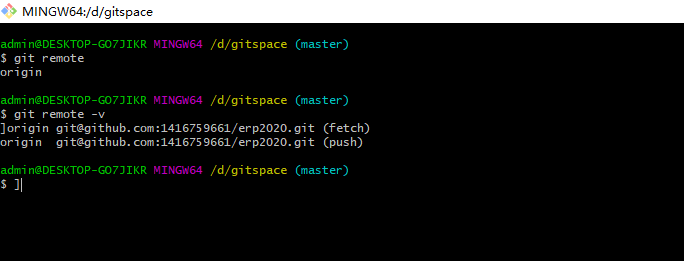 MINGW64:/d/gitspace
admin@DESKTOP-GO7JIKR MINGW64 /d/gitspace (master)
$ git remote
origin
admin@DESKTOP-GO7JIKR MINGW64 /d/gitspace (master)
$ git remote -v
]origin git@github.com:1416759661/erp2020.git (fetch)
origin  git@github.com:1416759661/erp2020.git (push)
admin@DESKTOP-GO7JIKR MINGW64 /d/gitspace (master)
$ ]